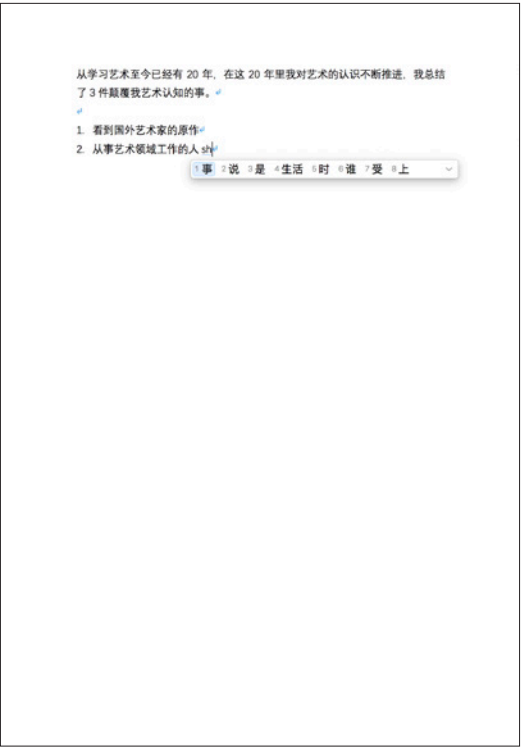 从学习艺术至今已经有 20 年，在这 20 年里我对艺术的认识不断推进，我总结
了 3 件颠覆我艺术认知的事。
1. 看到国外艺术家的原作
2. 从事艺术领域工作的人 sh
1 事 2 说 3 是 4 生活 5 时 6 谁 7 受 8 上